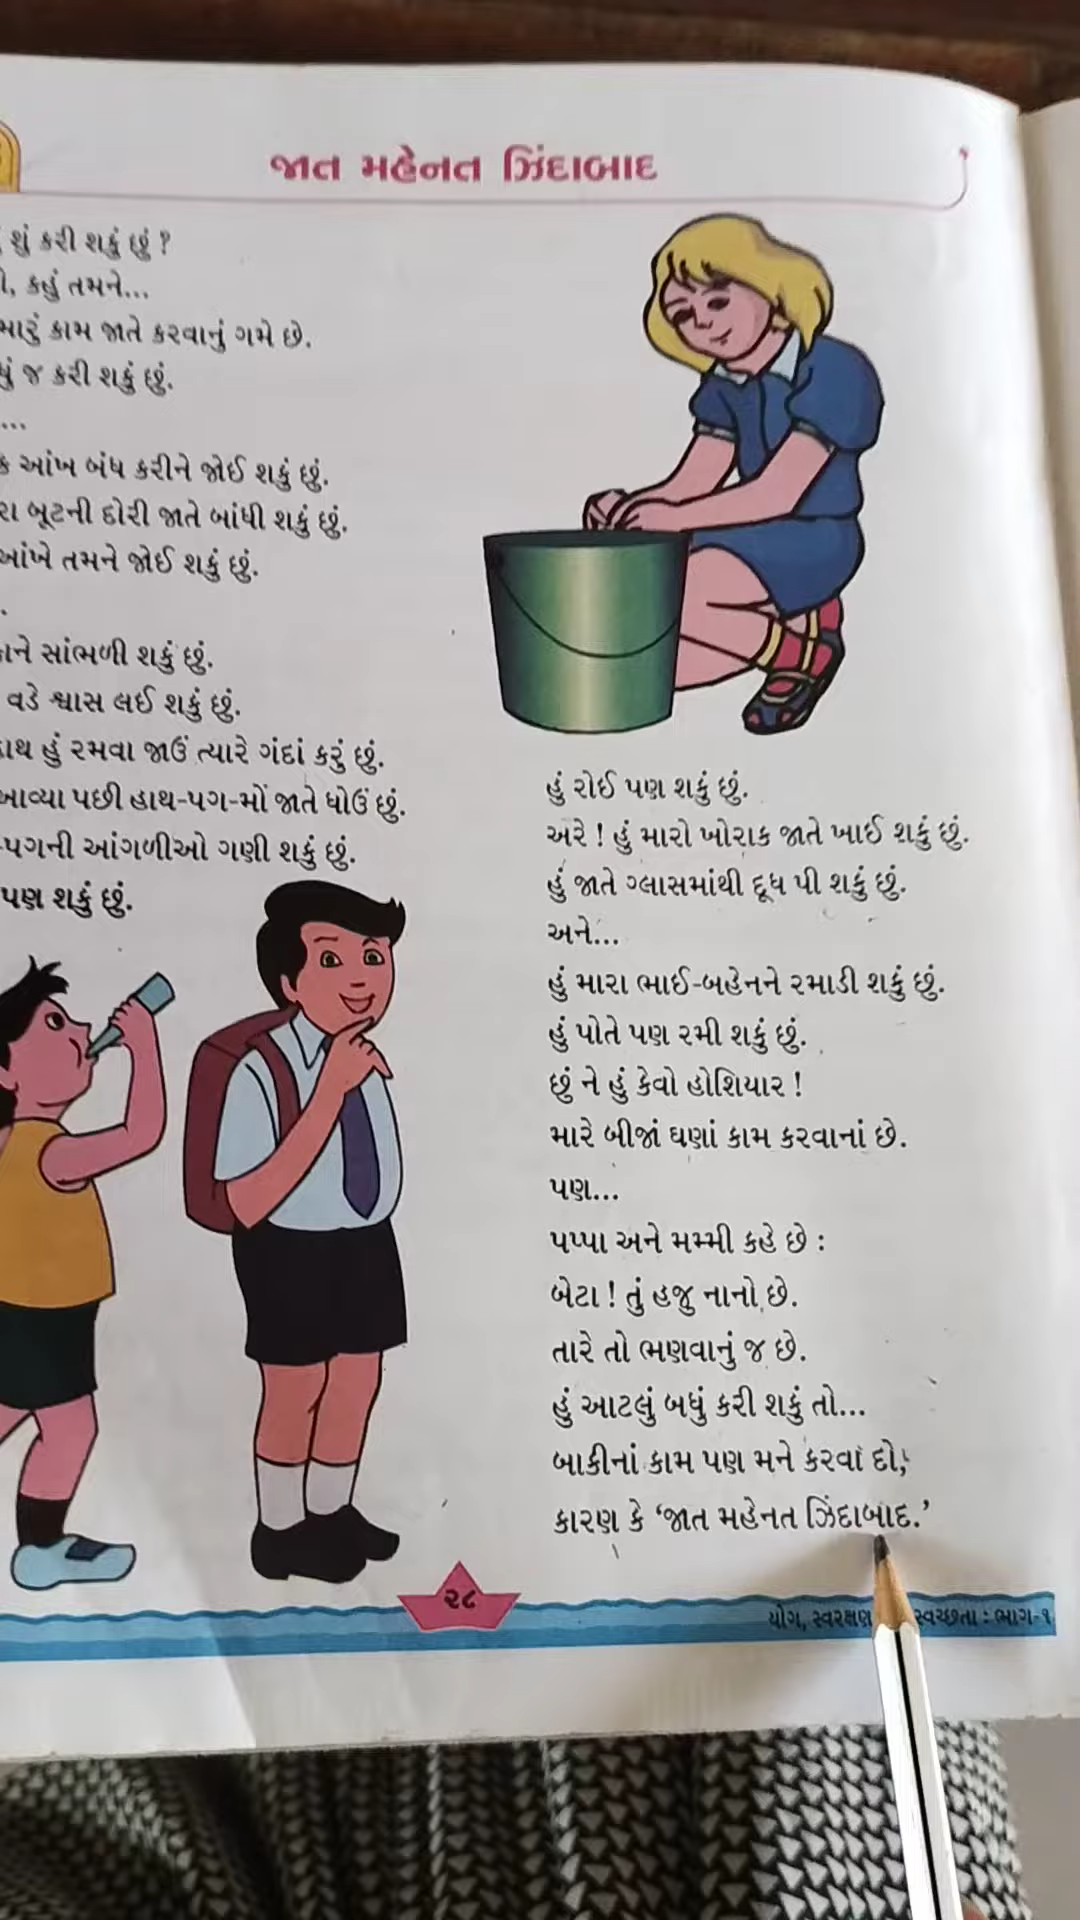 જાત મહેનત ઝિંદાબાદ
શું કરી શકું છું ?
કહું તમને...
મારું કામ જાતે કરવાનું ગમે છે.
જ કરી શકું છું.
...
આંખ બંધ કરીને જોઈ શકું છું.
બૂટની દોરી જાતે બાંધી શકું છું.
આંખે તમને જોઈ શકું છું.
સાંભળી શકું છું.
વડે શ્વાસ લઈ શકું છું.
હું રમવા જાઉં ત્યારે ગંદાં કરું છું.
આવ્યા પછી હાથ-પગ-મોં જાતે ધોઉં છું.
-પગની આંગળીઓ ગણી શકું છું.
પણ શકું છું.
હું રોઈ પણ શકું છું.
અરે ! હું મારો ખોરાક જાતે ખાઈ શકું છું.
હું જાતે ગ્લાસમાંથી દૂધ પી શકું છું.
અને...
હું મારા ભાઈ-બહેનને રમાડી શકું છું.
હું પોતે પણ રમી શકું છું.
છું ને હું કેવો હોશિયાર !
મારે બીજાં ઘણાં કામ કરવાનાં છે.
પણ...
પપ્પા અને મમ્મી કહે છે :
બેટા ! તું હજુ નાનો છે.
તારે તો ભણવાનું જ છે.
હું આટલું બધું કરી શકું તો...
બાકીનાં કામ પણ મને કરવા દો,
કારણ કે ‘જાત મહેનત ઝિંદાબાદ.’
૨૮
યોગ, સ્વરક્ષણ સ્વચ્છતા : ભાગ-૧